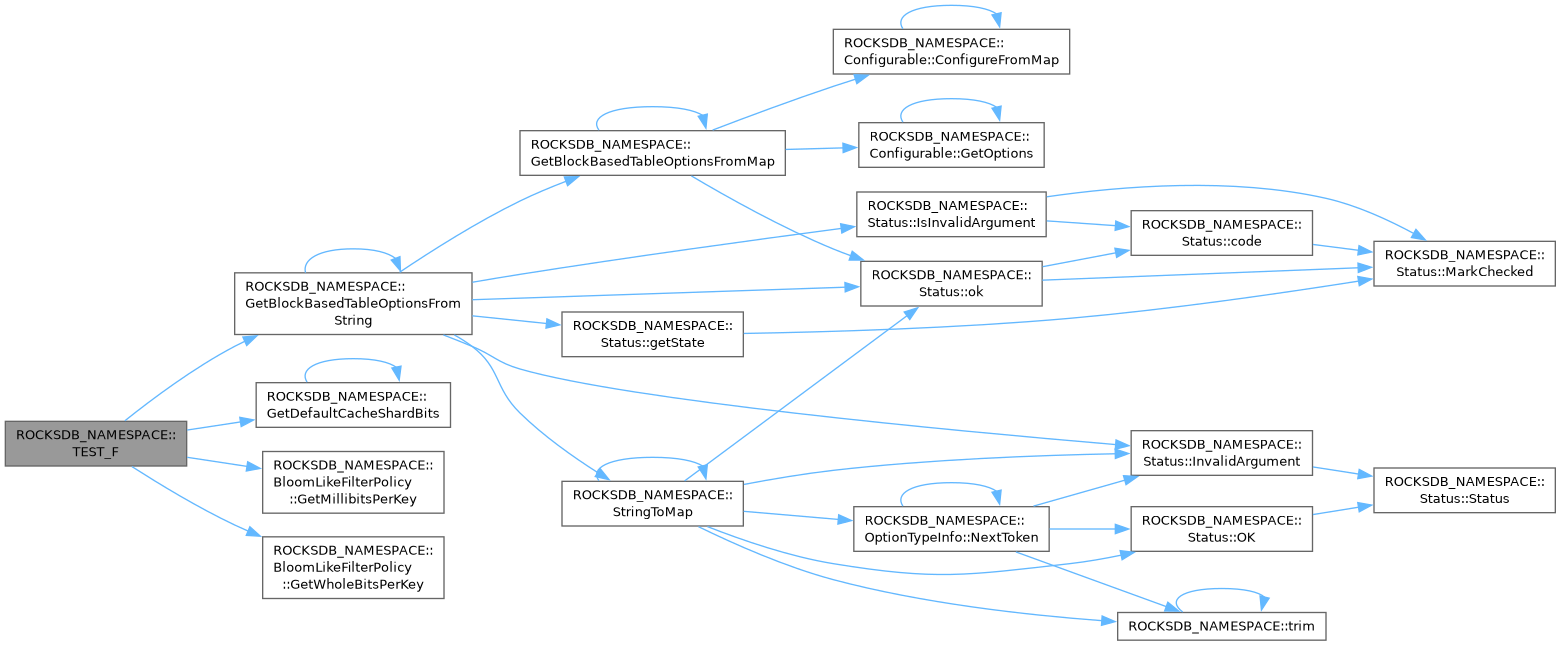 ROCKSDB_NAMESPACE::
Configurable::ConfigureFromMap
ROCKSDB_NAMESPACE::
GetBlockBasedTableOptionsFromMap
ROCKSDB_NAMESPACE::
Configurable::GetOptions
ROCKSDB_NAMESPACE::
Status::IsInvalidArgument
ROCKSDB_NAMESPACE::
Status::code
ROCKSDB_NAMESPACE::
Status::MarkChecked
ROCKSDB_NAMESPACE::
Status::ok
ROCKSDB_NAMESPACE::
GetBlockBasedTableOptionsFrom
String
ROCKSDB_NAMESPACE::
Status::getState
ROCKSDB_NAMESPACE::
GetDefaultCacheShardBits
ROCKSDB_NAMESPACE::
TEST_F
ROCKSDB_NAMESPACE::
BloomLikeFilterPolicy
::GetMillibitsPerKey
ROCKSDB_NAMESPACE::
Status::InvalidArgument
ROCKSDB_NAMESPACE::
Status::Status
ROCKSDB_NAMESPACE::
StringToMap
ROCKSDB_NAMESPACE::
OptionTypeInfo::NextToken
ROCKSDB_NAMESPACE::
Status::OK
ROCKSDB_NAMESPACE::
BloomLikeFilterPolicy
::GetWholeBitsPerKey
ROCKSDB_NAMESPACE::trim